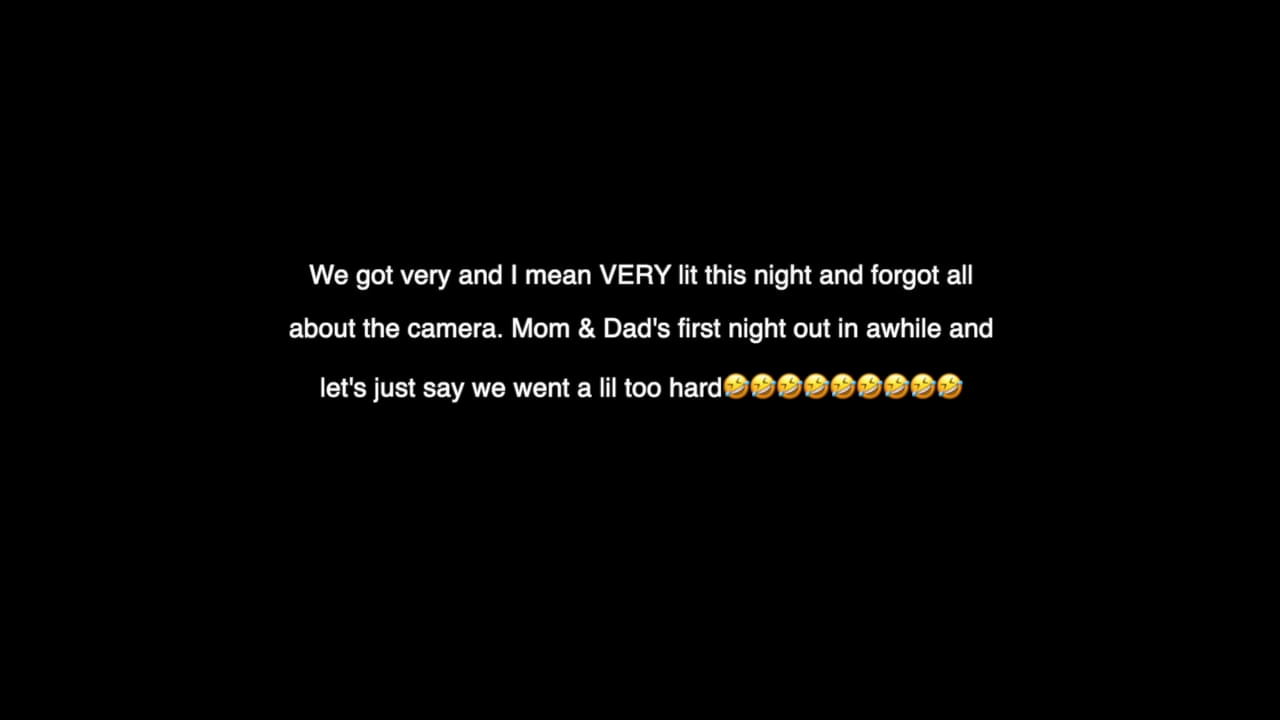 We got very and I mean VERY lit this night and forgot all
about the camera. Mom & Dad's first night out in awhile and
let's just say we went a lil too hard🤣🤣🤣🤣🤣🤣🤣🤣🤣